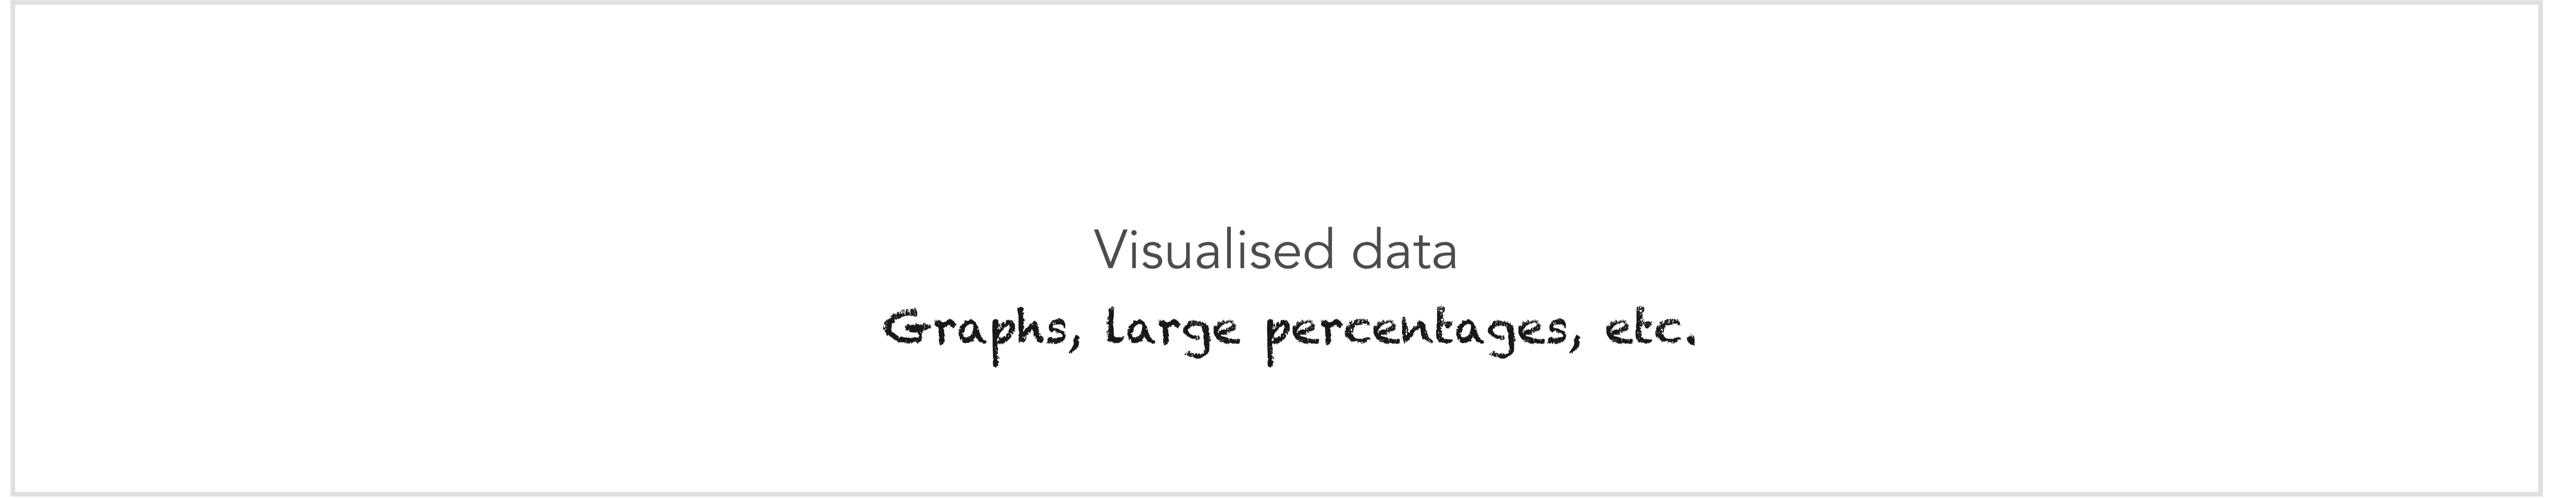 Visualised data
Graphs, large percentages, etc.